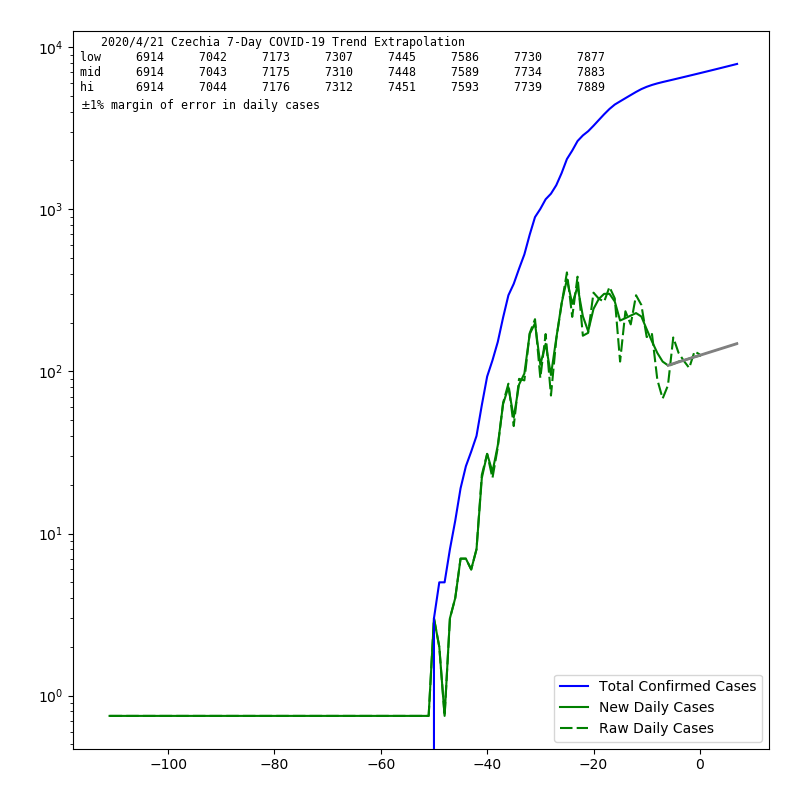 2020/4/21 Czechia 7-Day COVID-19 Trend Extrapolation
low 6914 7042 7173 7307 7445 7586 7730 7877
mid 6914 7043 7175 7310 7448 7589 7734 7883
hi 6914 7044 7176 7312 7451 7593 7739 7889
±1% margin of error in daily cases
10⁴
10³
10²
10¹
10⁰
−100 −80 −60 −40 −20 0
Total Confirmed Cases
New Daily Cases
Raw Daily Cases